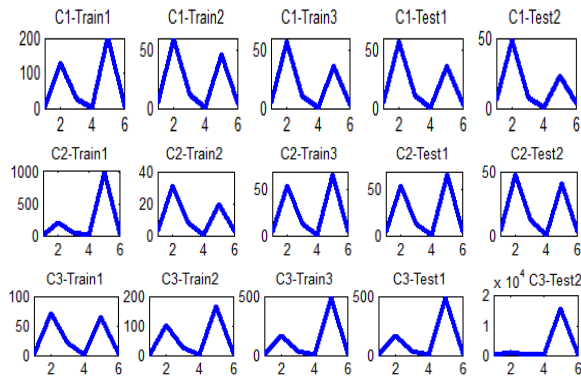 C1-Train1 C1-Train2 C1-Train3 C1-Test1 C1-Test2
200 50 50 50 50
100
0 0 0 0 0
2 4 6 2 4 6 2 4 6 2 4 6 2 4 6
C2-Train1 C2-Train2 C2-Train3 C2-Test1 C2-Test2
1000 40
500 20 50 50 50
0 0 0 0 0
2 4 6 2 4 6 2 4 6 2 4 6 2 4 6
C3-Train1 C3-Train2 C3-Train3 C3-Test1 x 10⁴ C3-Test2
100 200 500 500 2
50 100 1
0 0 0 0 0
2 4 6 2 4 6 2 4 6 2 4 6 2 4 6